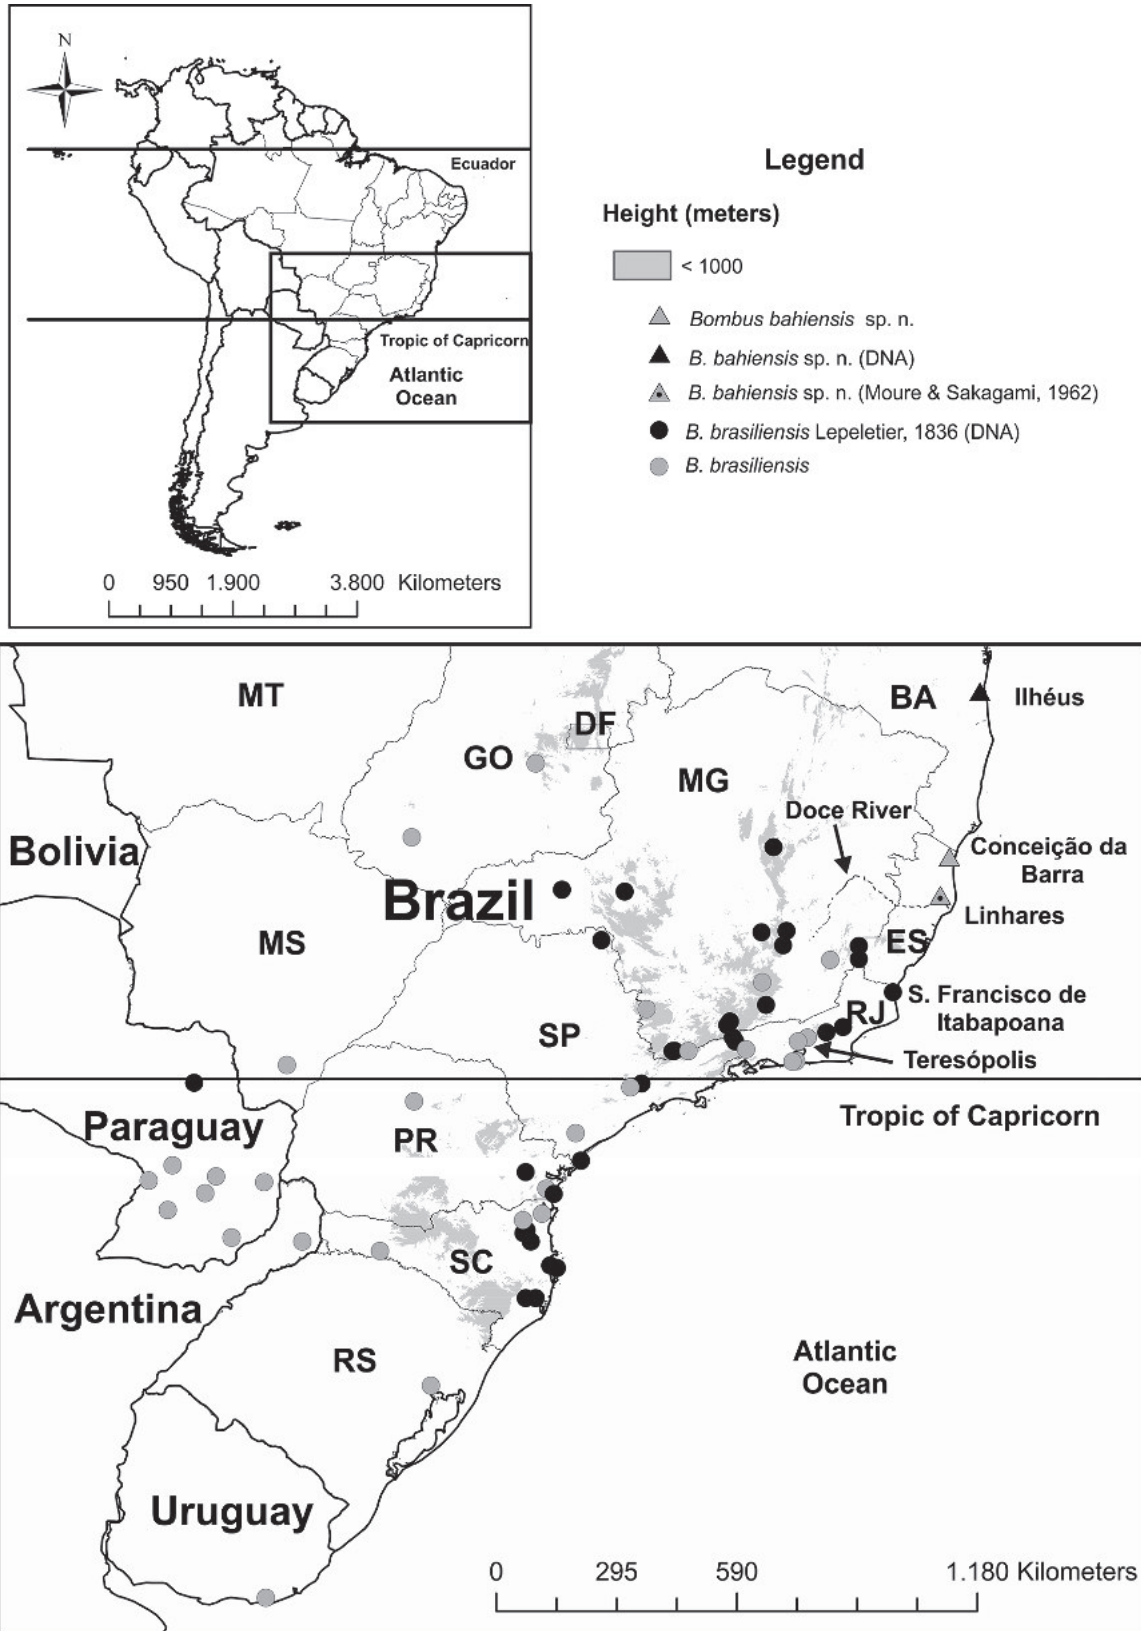 N
Ecuador
Tropic of Capricorn
Atlantic
Ocean
0 950 1.900 3.800 Kilometers
Legend
Height (meters)
< 1000
Bombus bahiensis sp. n.
B. bahiensis sp. n. (DNA)
B. bahiensis sp. n. (Moure & Sakagami, 1962)
B. brasiliensis Lepeletier, 1836 (DNA)
B. brasiliensis
MT
BA
Ilhéus
DF
GO
MG
Doce River
Bolivia
Conceição da
Barra
Brazil
Linhares
MS
ES
S. Francisco de
Itabapoana
RJ
SP
Teresópolis
Tropic of Capricorn
Paraguay
PR
SC
Argentina
RS
Atlantic
Ocean
Uruguay
0 295 590 1.180 Kilometers